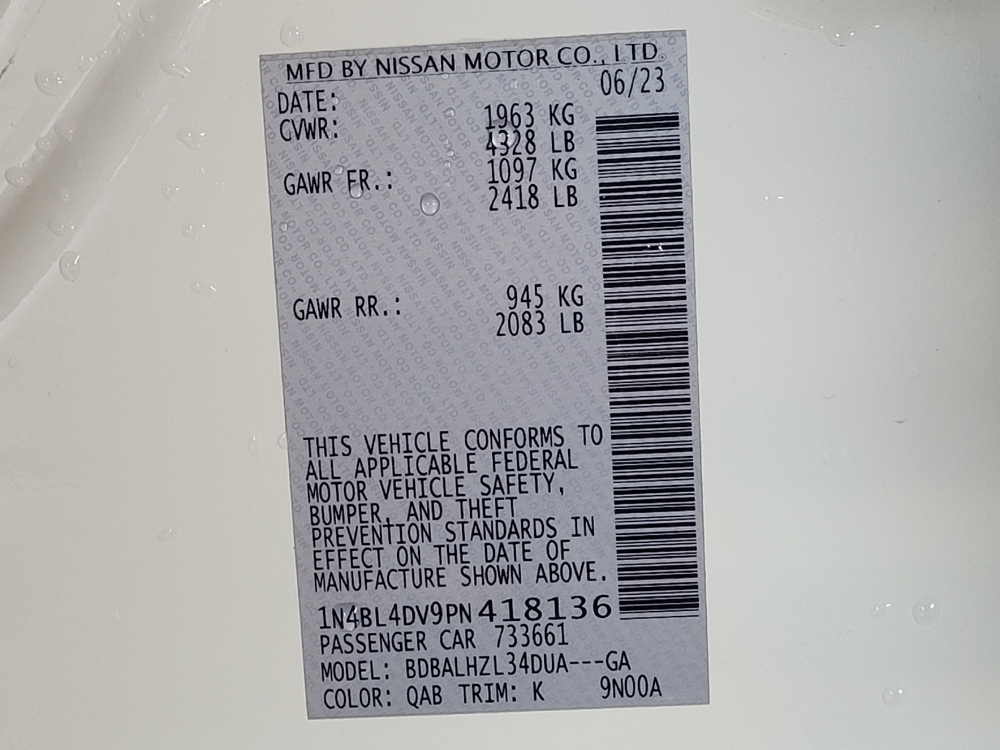 MFD BY NISSAN MOTOR CO., LTD.
DATE: 06/23
GVWR: 1963 KG
4328 LB
GAWR FR.: 1097 KG
2418 LB
GAWR RR.: 945 KG
2083 LB
THIS VEHICLE CONFORMS TO
ALL APPLICABLE FEDERAL
MOTOR VEHICLE SAFETY,
BUMPER, AND THEFT
PREVENTION STANDARDS IN
EFFECT ON THE DATE OF
MANUFACTURE SHOWN ABOVE.
1N4BL4DV9PN418136
PASSENGER CAR 733661
MODEL: BDBALHZL34DUA---GA
COLOR: QAB TRIM: K 9N00A